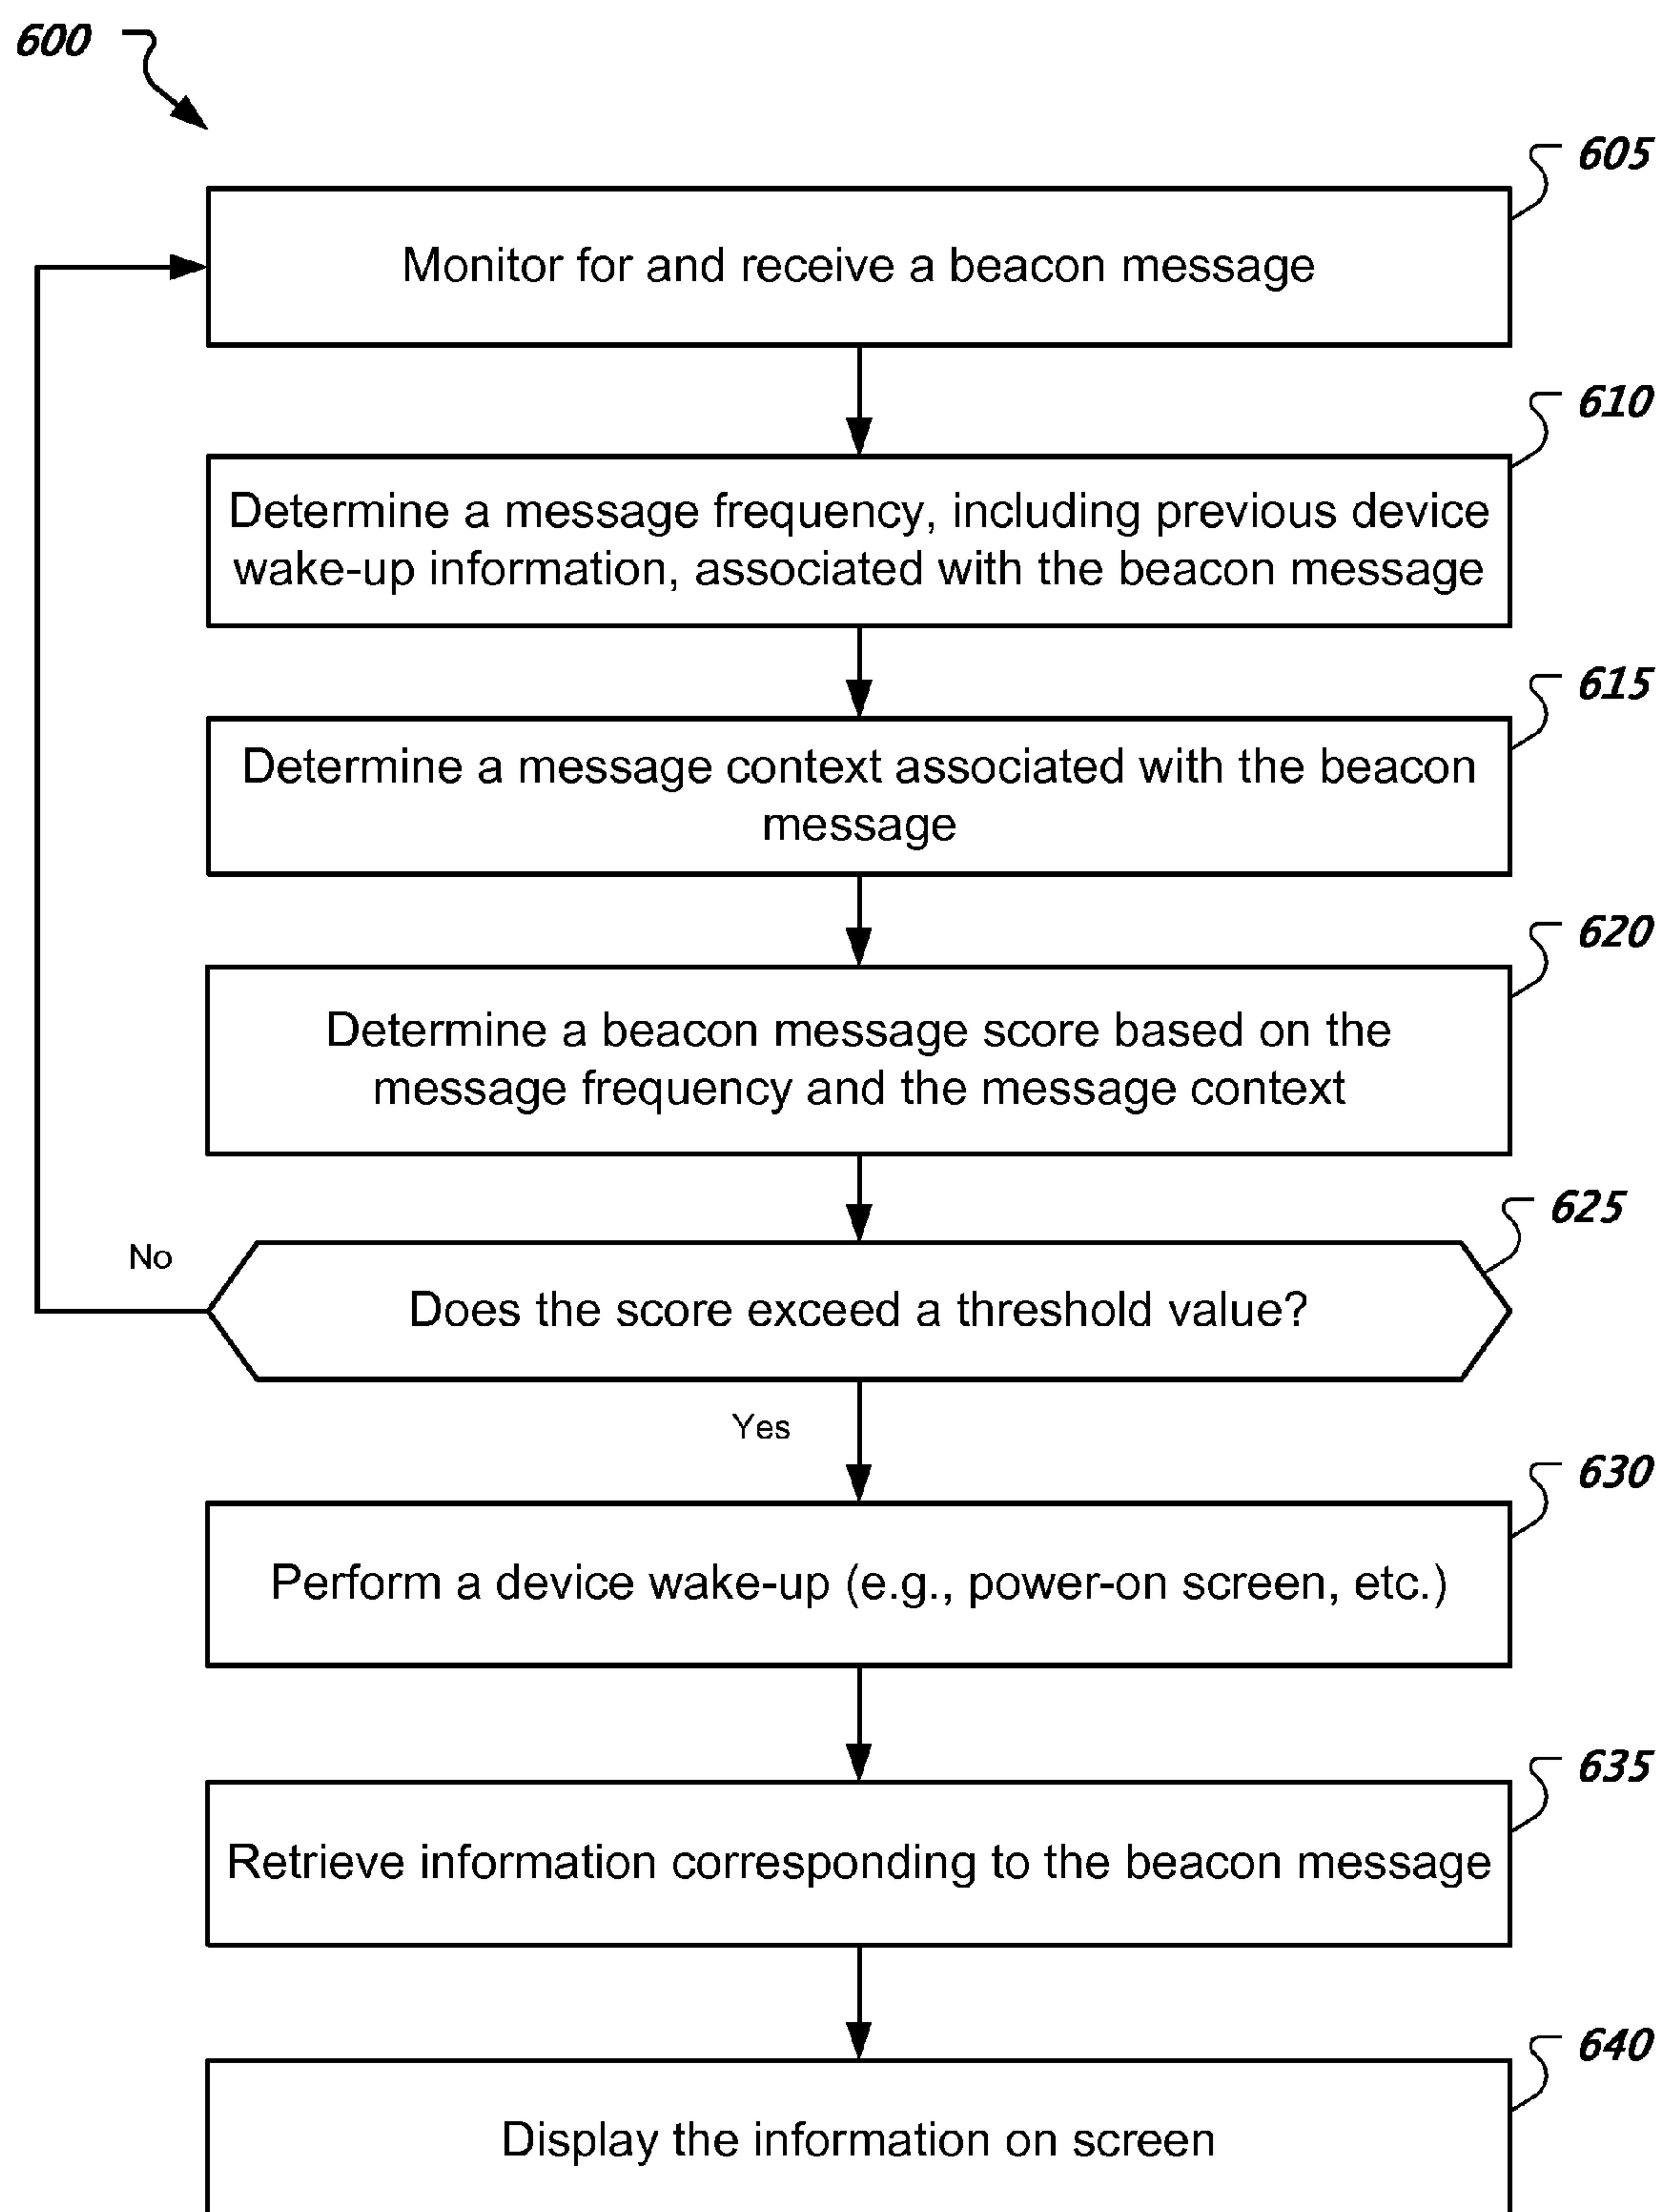 600
605
Monitor for and receive a beacon message
610
Determine a message frequency, including previous device
wake-up information, associated with the beacon message
615
Determine a message context associated with the beacon
message
620
Determine a beacon message score based on the
message frequency and the message context
625
No
Does the score exceed a threshold value?
Yes
630
Perform a device wake-up (e.g., power-on screen, etc.)
635
Retrieve information corresponding to the beacon message
640
Display the information on screen